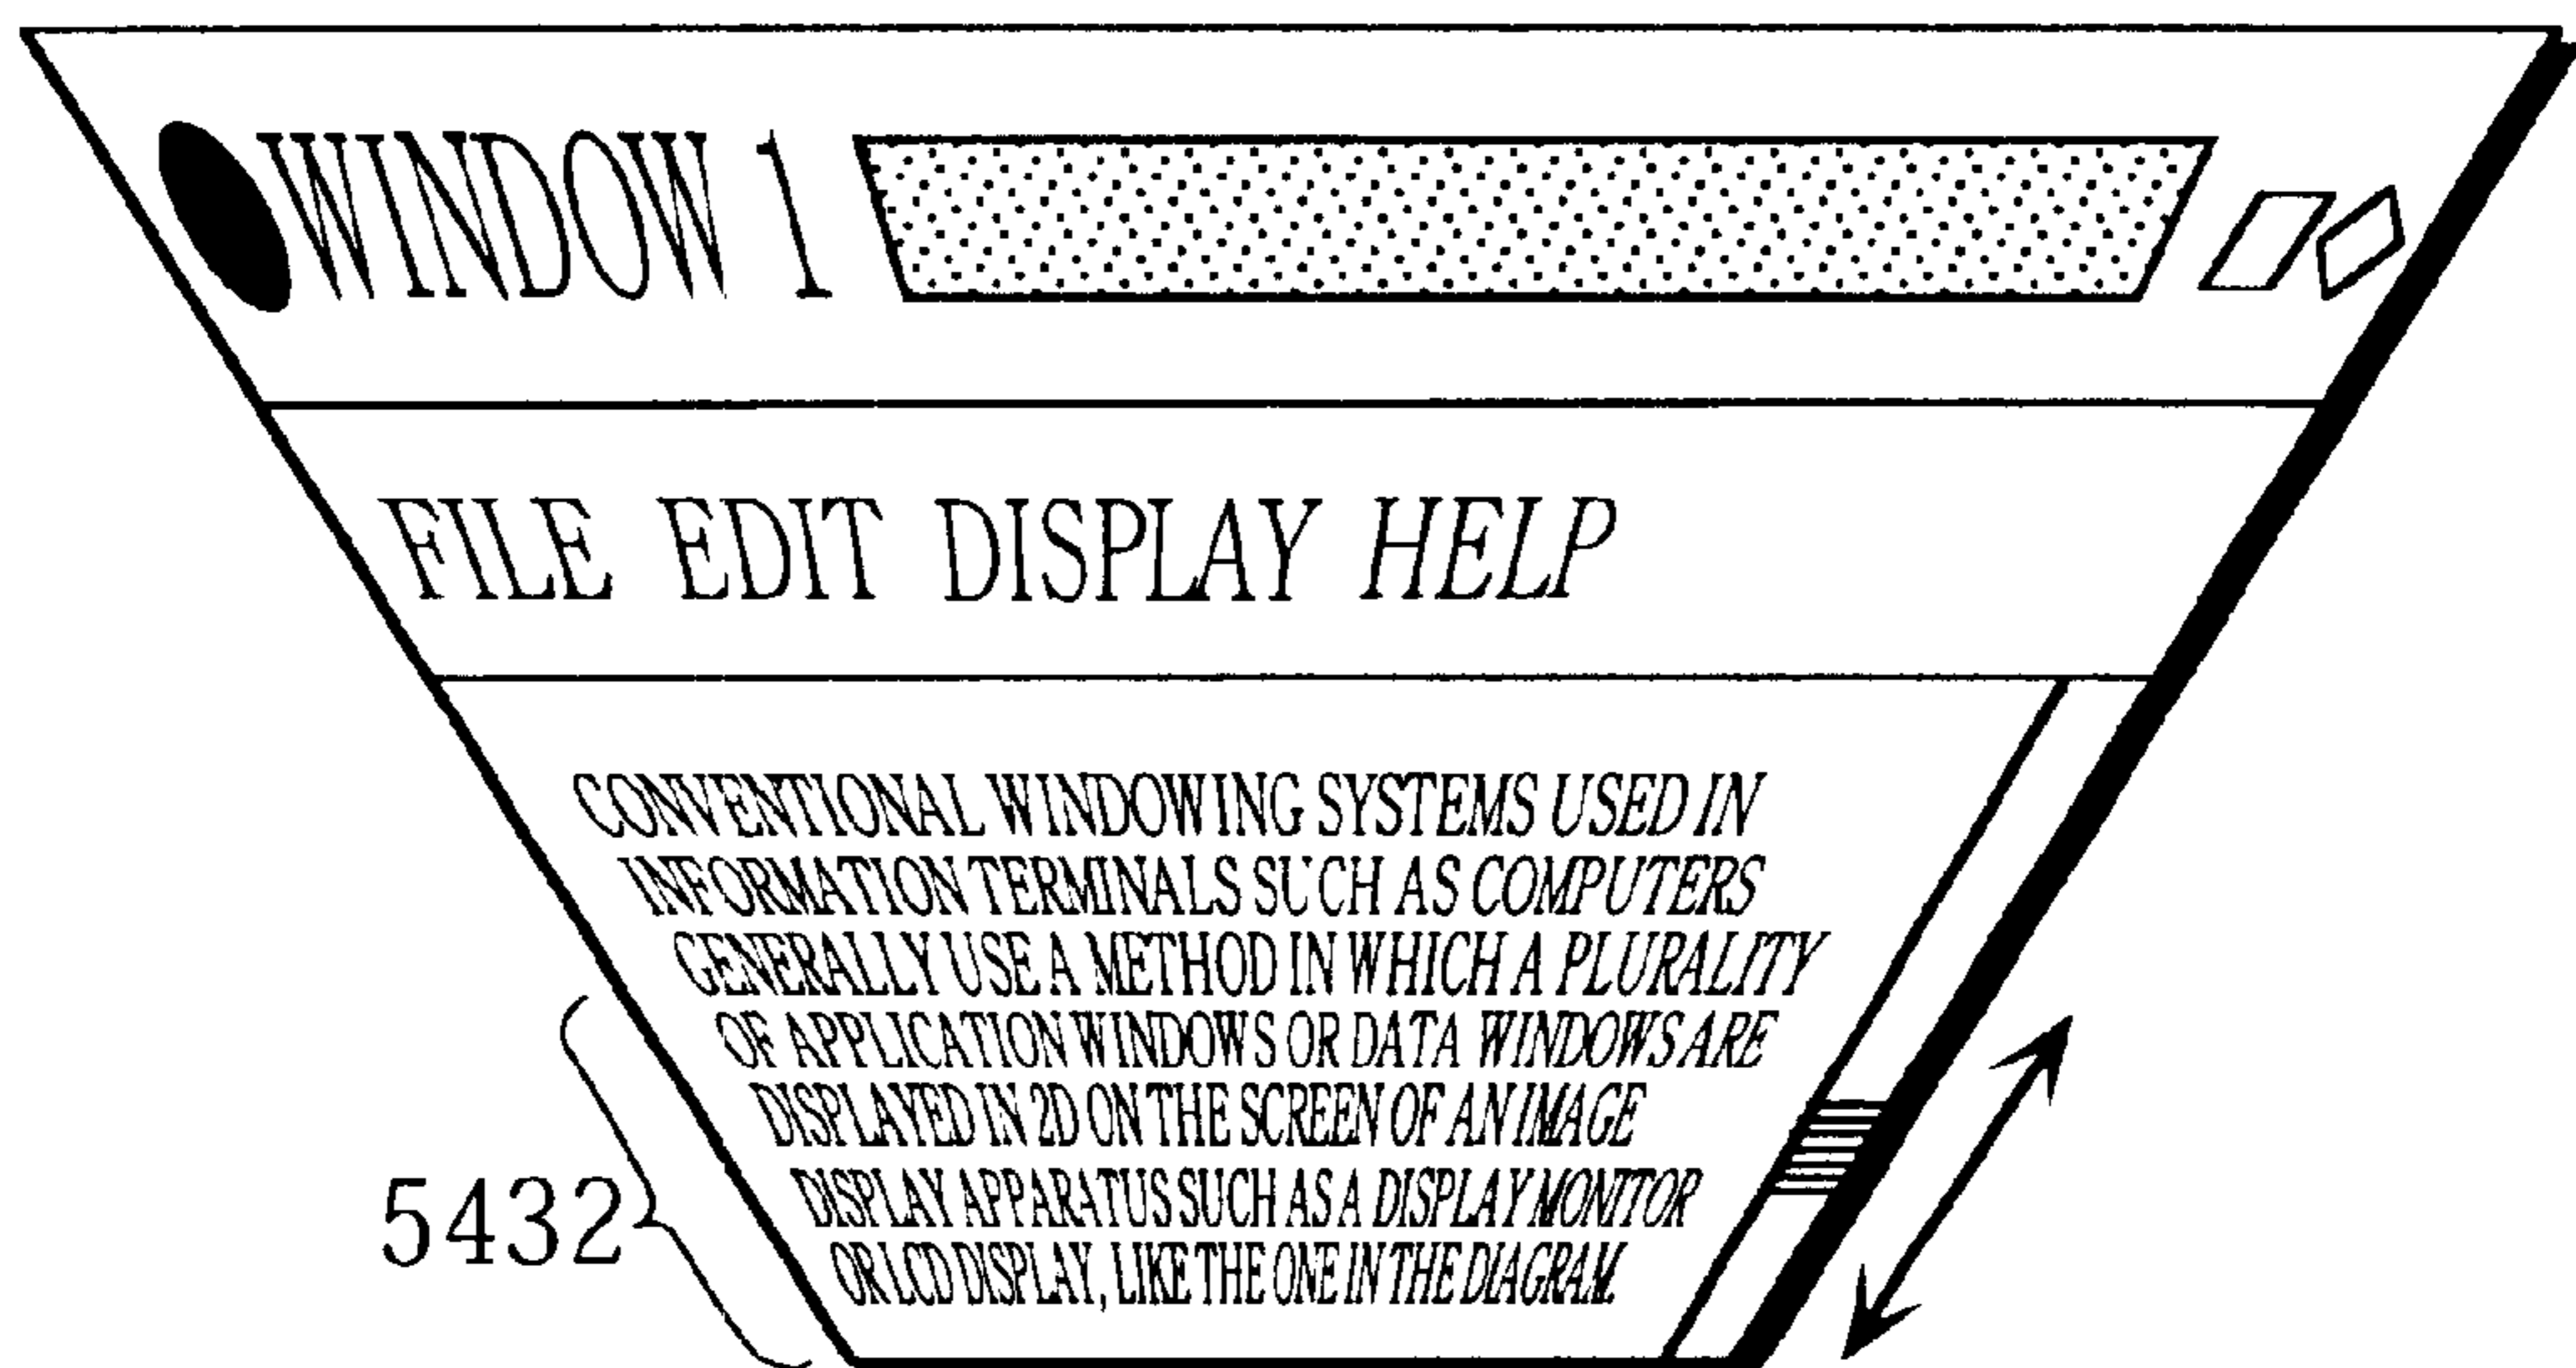 WINDOW 1
FILE EDIT DISPLAY HELP
CONVENTIONAL WINDOWING SYSTEMS USED IN
INFORMATION TERMINALS SUCH AS COMPUTERS
GENERALLY USE A METHOD IN WHICH A PLURALITY
OF APPLICATION WINDOWS OR DATA WINDOWS ARE
DISPLAYED IN 2D ON THE SCREEN OF AN IMAGE
DISPLAY APPARATUS SUCH AS A DISPLAY MONITOR
OR LCD DISPLAY, LIKE THE ONE IN THE DIAGRAM.
5432